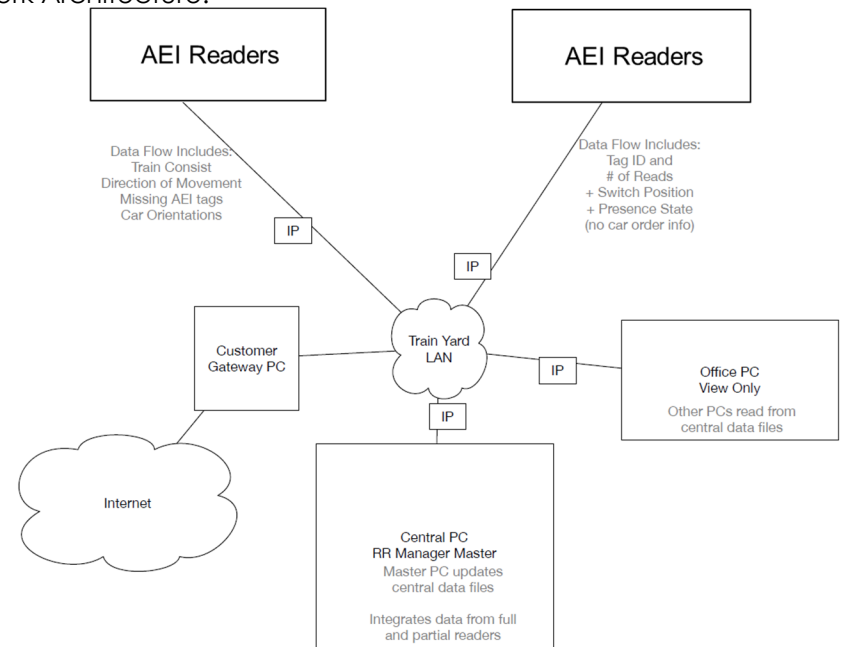 AEI Readers
AEI Readers
Data Flow Includes:
Train Consist
Direction of Movement
Missing AEI tags
Car Orientations
Data Flow Includes:
Tag ID and
# of Reads
+ Switch Position
+ Presence State
(no car order info)
IP
IP
Customer
Gateway PC
Train Yard
LAN
IP
Office PC
View Only
Other PCs read from
central data files
IP
Internet
Central PC
RR Manager Master
Master PC updates
central data files
Integrates data from full
and partial readers